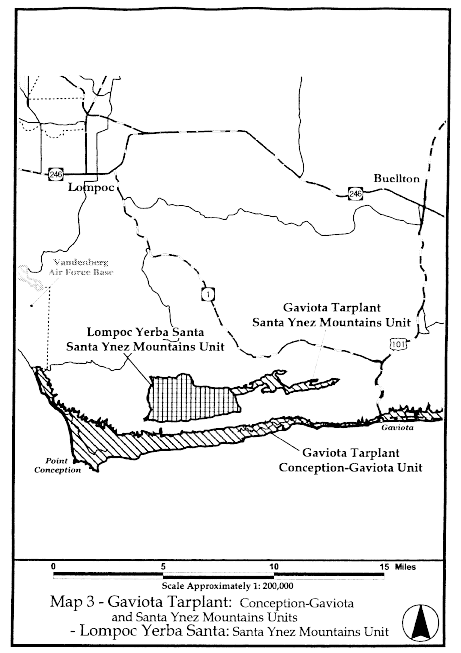 246
Lompoc
Buellton
246
Vandenberg
Air Force Base
1
Gaviota Tarplant
Santa Ynez Mountains Unit
Lompoc Yerba Santa
Santa Ynez Mountains Unit
101
Gaviota
Point
Conception
Gaviota Tarplant
Conception-Gaviota Unit
0 5 10 15 Miles
Scale Approximately 1: 200,000
Map 3 - Gaviota Tarplant: Conception-Gaviota
and Santa Ynez Mountains Units
- Lompoc Yerba Santa: Santa Ynez Mountains Unit